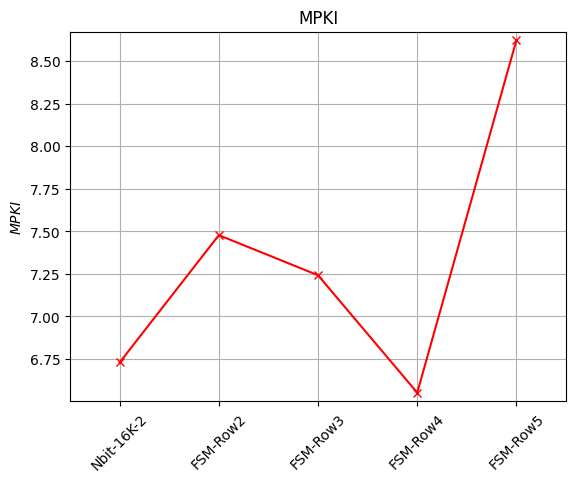 MPKI
MPKI
8.50
8.25
8.00
7.75
7.50
7.25
7.00
6.75
Nbit-16K-2
FSM-Row2
FSM-Row3
FSM-Row4
FSM-Row5